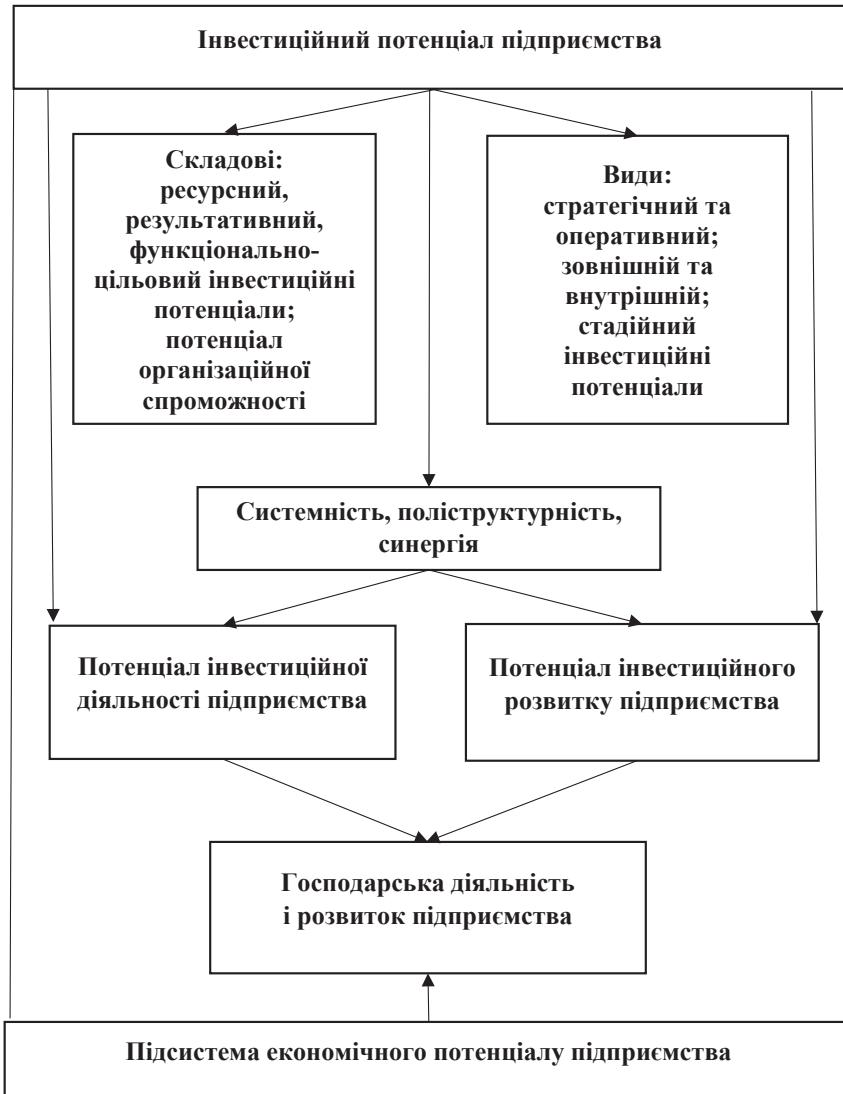 Інвестиційний потенціал підприємства
Складові:
ресурсний,
результативний,
функціонально-
цільовий інвестиційні
потенціали;
потенціал
організаційної
спроможності
Види:
стратегічний та
оперативний;
зовнішній та
внутрішній;
стадійний
інвестиційні
потенціали
Системність, поліструктурність,
синергія
Потенціал інвестиційної
діяльності підприємства
Потенціал інвестиційного
розвитку підприємства
Господарська діяльність
і розвиток підприємства
Підсистема економічного потенціалу підприємства